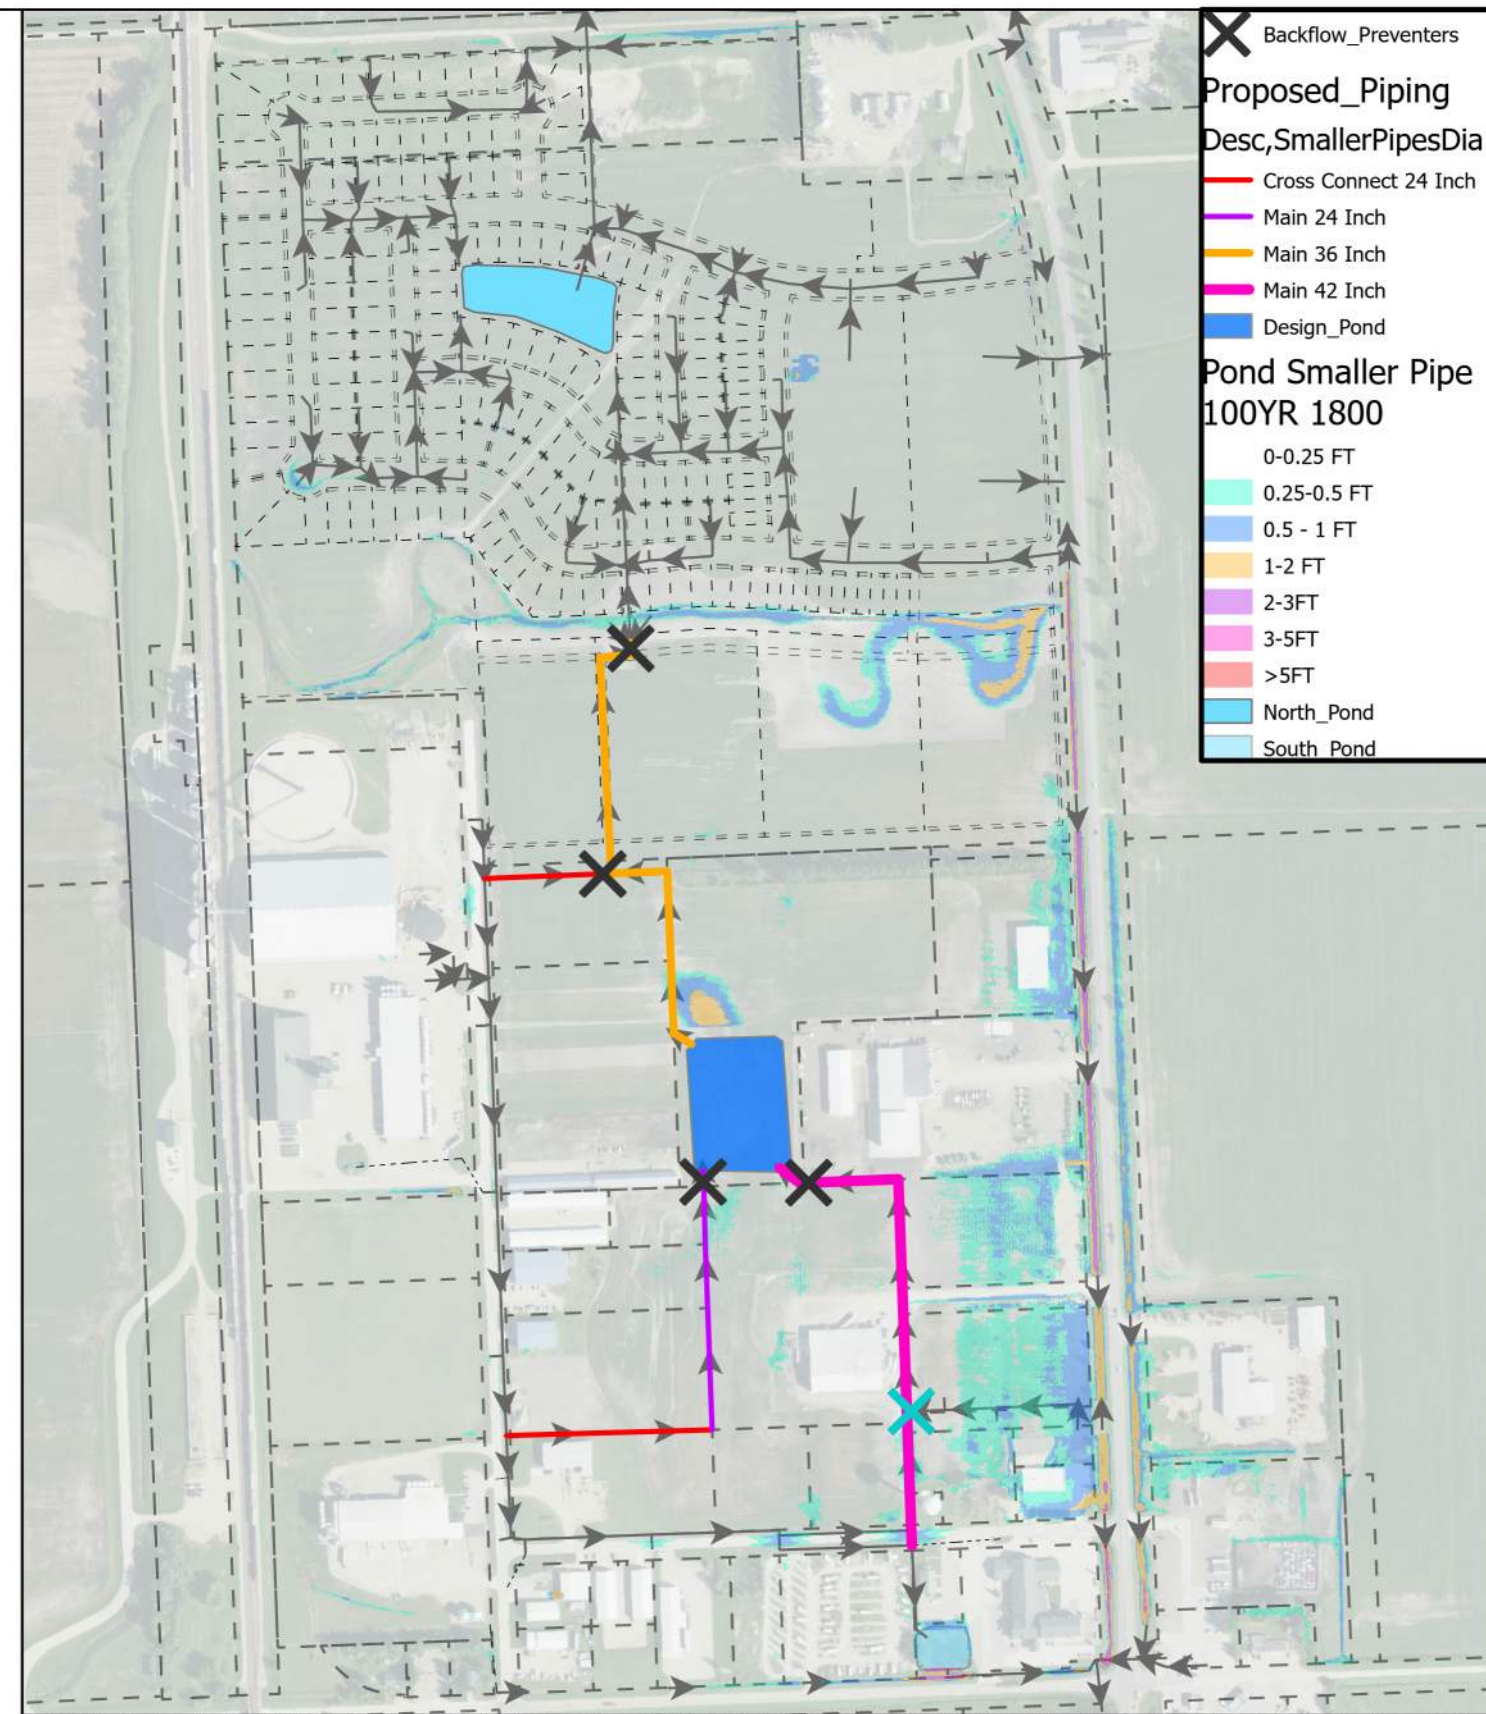 Backflow_Preventers
Proposed_Piping
Desc,SmallerPipesDia
Cross Connect 24 Inch
Main 24 Inch
Main 36 Inch
Main 42 Inch
Design_Pond
Pond Smaller Pipe
100YR 1800
0-0.25 FT
0.25-0.5 FT
0.5 - 1 FT
1-2 FT
2-3FT
3-5FT
>5FT
North_Pond
South_Pond